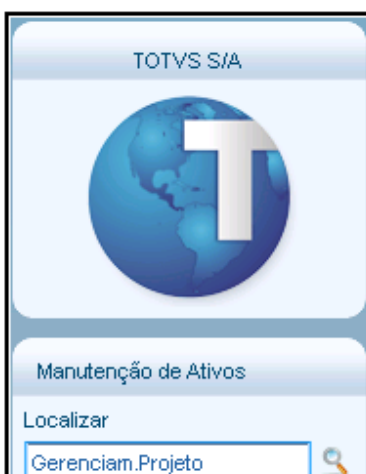 TOTVS S/A
T
Manutenção de Ativos
Localizar
Gerenciam.Projeto